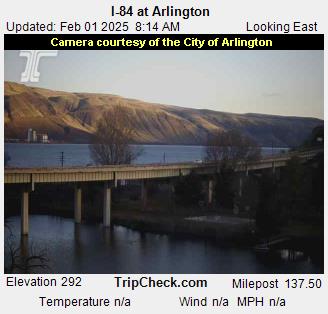 I-84 at Arlington
Updated: Feb 01 2025 8:14 AM Looking East
Camera courtesy of the City of Arlington
Elevation 292 TripCheck.com Milepost 137.50
Temperature n/a Wind n/a MPH n/a